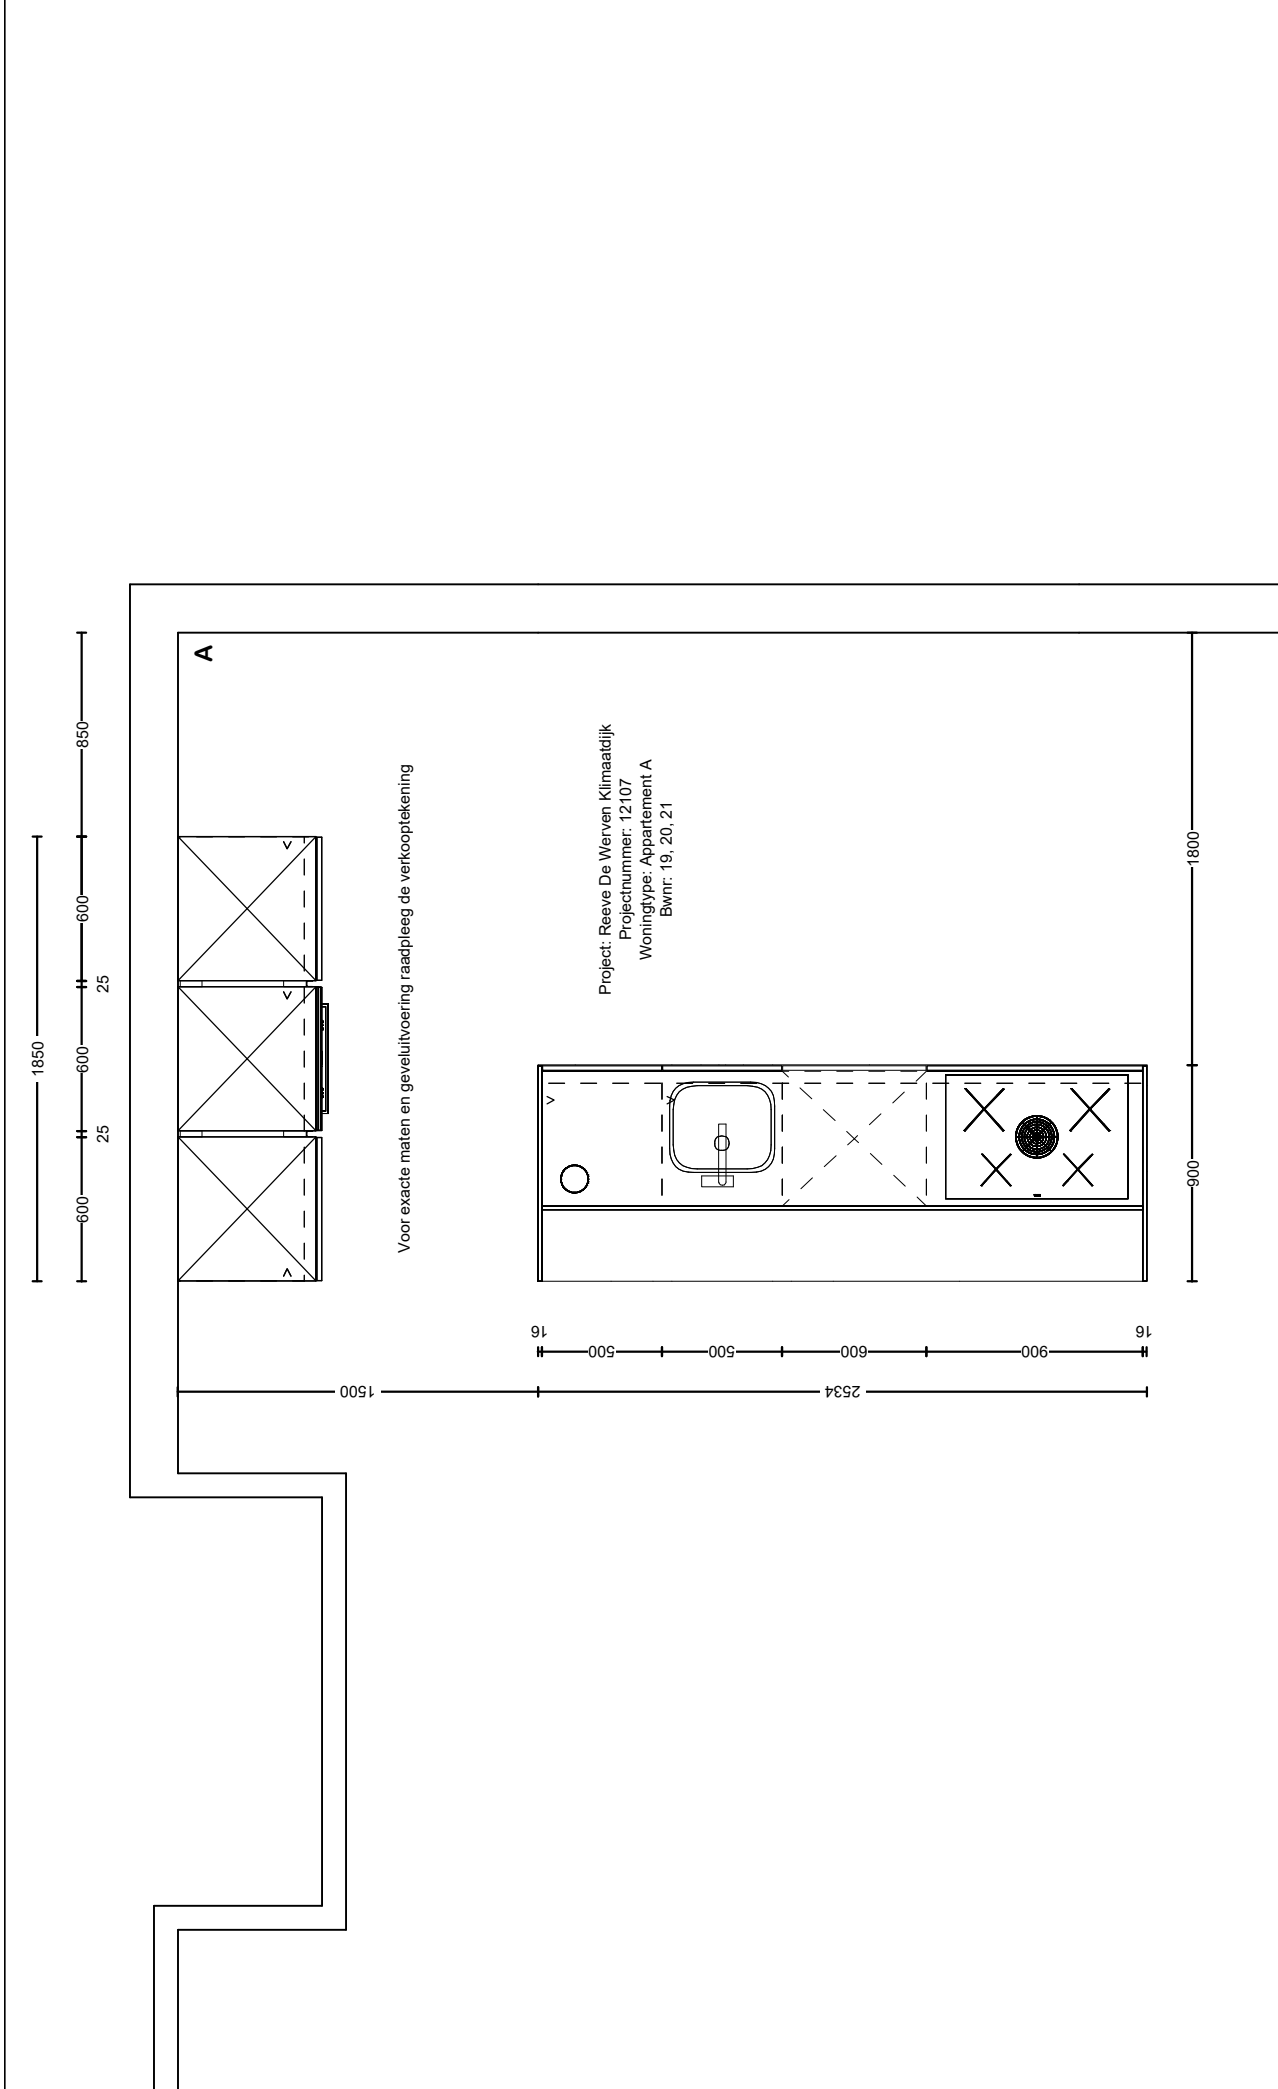 1850
600
25
600
25
600
850
A
Voor exacte maten en geveluitvoering raadpleeg de verkooptekening
Project: Reeve De Werven Klimaatdijk
Projectnummer: 12107
Woningtype: Appartement A
Bwnr: 19, 20, 21
900
1800
16
500
500
600
900
16
1500
2534